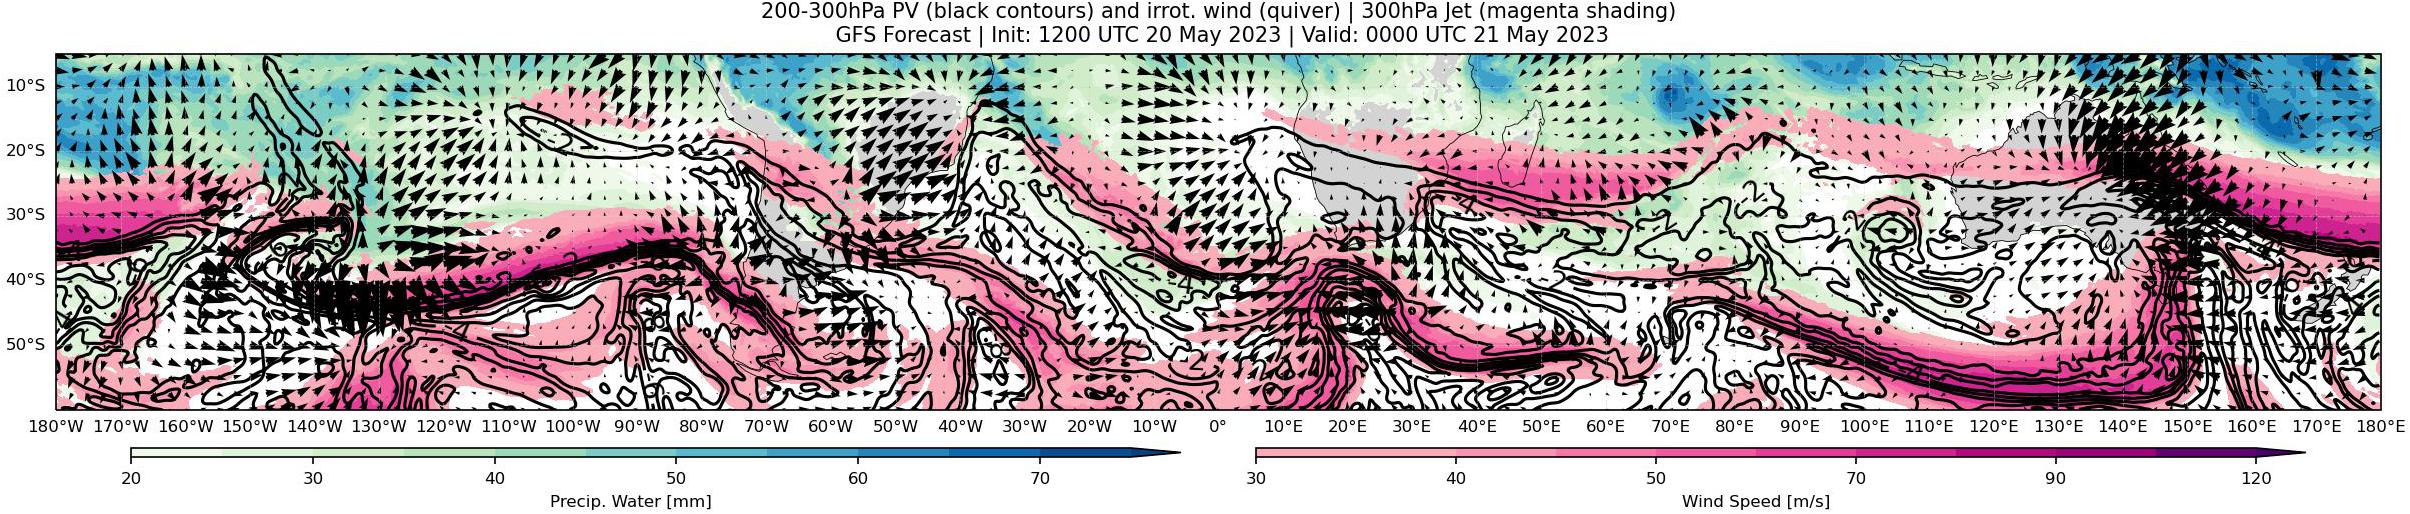 200-300hPa PV (black contours) and irrot. wind (quiver) | 300hPa Jet (magenta shading)
GFS Forecast | Init: 1200 UTC 20 May 2023 | Valid: 0000 UTC 21 May 2023
10°S
20°S
30°S
40°S
50°S
-4
-2
180°W 170°W 160°W 150°W 140°W 130°W 120°W 110°W 100°W 90°W 80°W 70°W 60°W 50°W 40°W 30°W 20°W 10°W 0° 10°E 20°E 30°E 40°E 50°E 60°E 70°E 80°E 90°E 100°E 110°E 120°E 130°E 140°E 150°E 160°E 170°E 180°E
20 30 40 50 60 70
30 40 50 70 90 120
Precip. Water [mm]
Wind Speed [m/s]